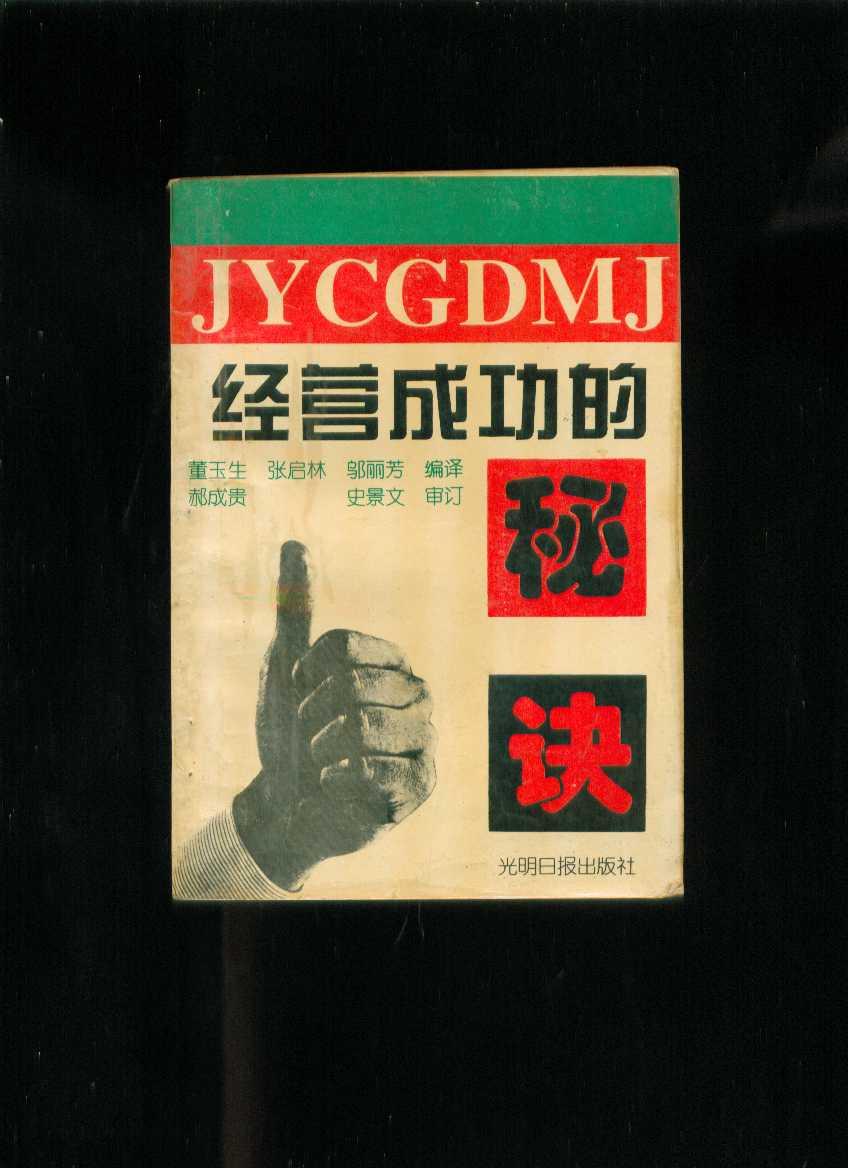 JYCGDMJ
经营成功的
秘
诀
董玉生 张启林 邬丽芳 编译
郝成贵 史景文 审订
光明日报出版社